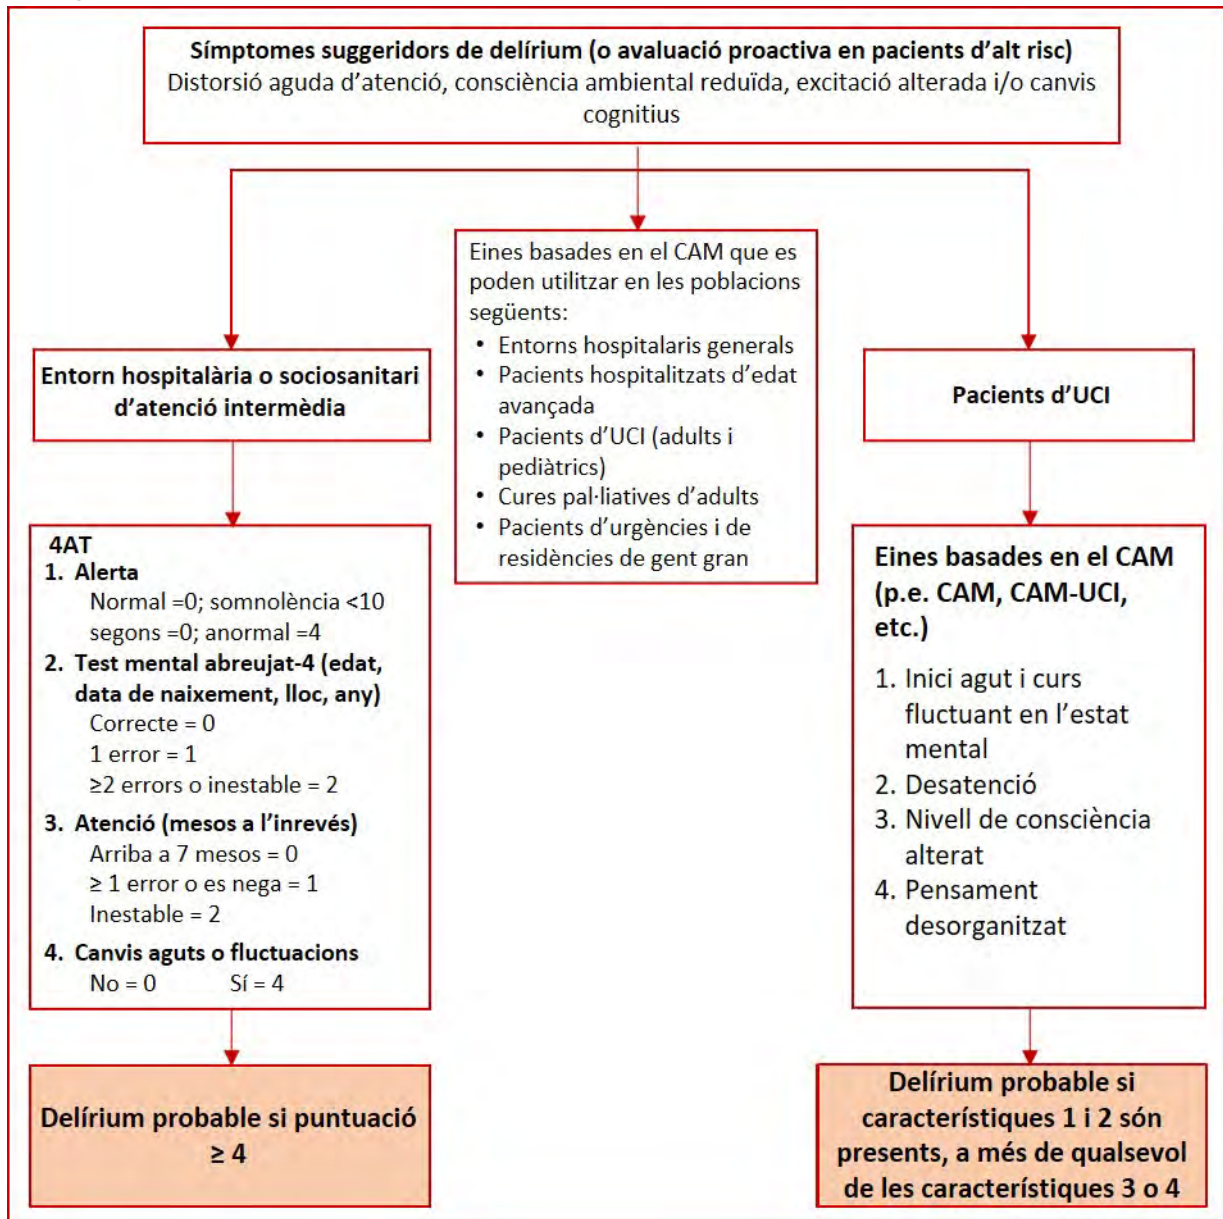 Símptomes suggeridors de delírium (o avaluació proactiva en pacients d'alt risc)
Distorsió aguda d'atenció, consciència ambiental reduïda, excitació alterada i/o canvis
cognitius
Entorn hospitalària o sociosanitari
d'atenció intermèdia
4AT
1. Alerta
Normal =0; somnolència <10
segons =0; anormal =4
2. Test mental abreujat-4 (edat,
data de naixement, lloc, any)
Correcte = 0
1 error = 1
≥2 errors o inestable = 2
3. Atenció (mesos a l'inrevés)
Arriba a 7 mesos = 0
≥ 1 error o es nega = 1
Inestable = 2
4. Canvis aguts o fluctuacions
No = 0 Sí = 4
Delírium probable si puntuació
≥ 4
Eines basades en el CAM que es
poden utilitzar en les poblacions
següents:
• Entorns hospitalaris generals
• Pacients hospitalitzats d'edat
avançada
• Pacients d'UCI (adults i
pediàtrics)
• Cures pal·liatives d'adults
• Pacients d'urgències i de
residències de gent gran
Pacients d'UCI
Eines basades en el CAM
(p.e. CAM, CAM-UCI,
etc.)
1. Inici agut i curs
fluctuant en l'estat
mental
2. Desatenció
3. Nivell de consciència
alterat
4. Pensament
desorganitzat
Delírium probable si
característiques 1 i 2 són
presents, a més de qualsevol
de les característiques 3 o 4